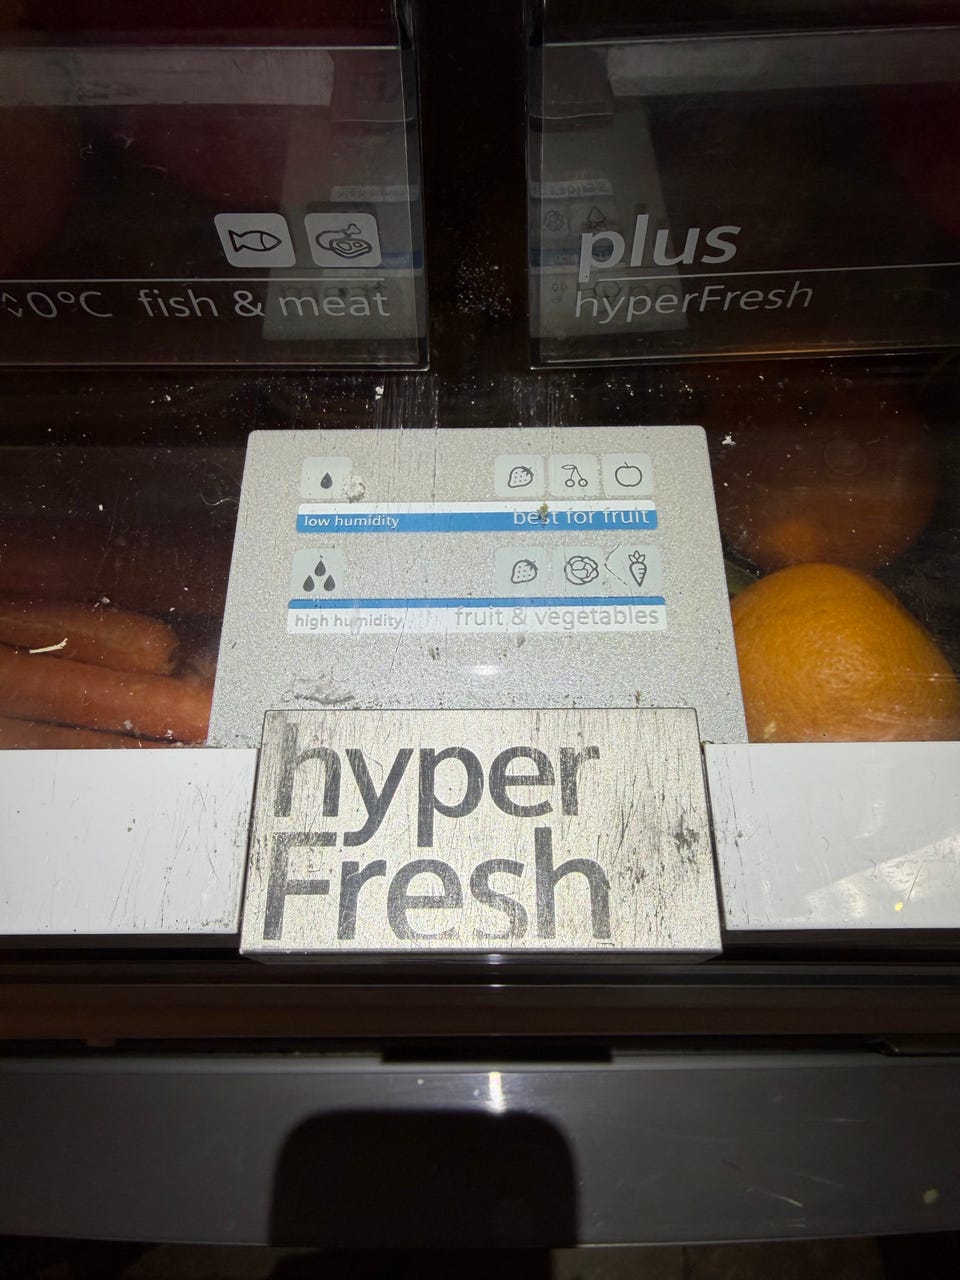 0°C fish & meat
plus
hyperFresh
low humidity best for fruit
high humidity fruit & vegetables
hyper
Fresh